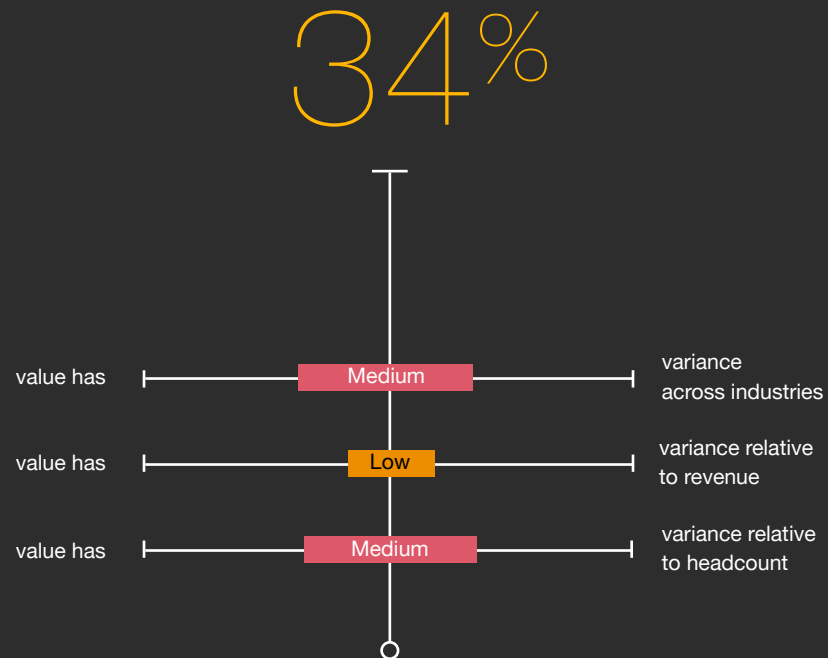 34%
value has
Medium
variance
across industries
value has
Low
variance relative
to revenue
value has
Medium
variance relative
to headcount